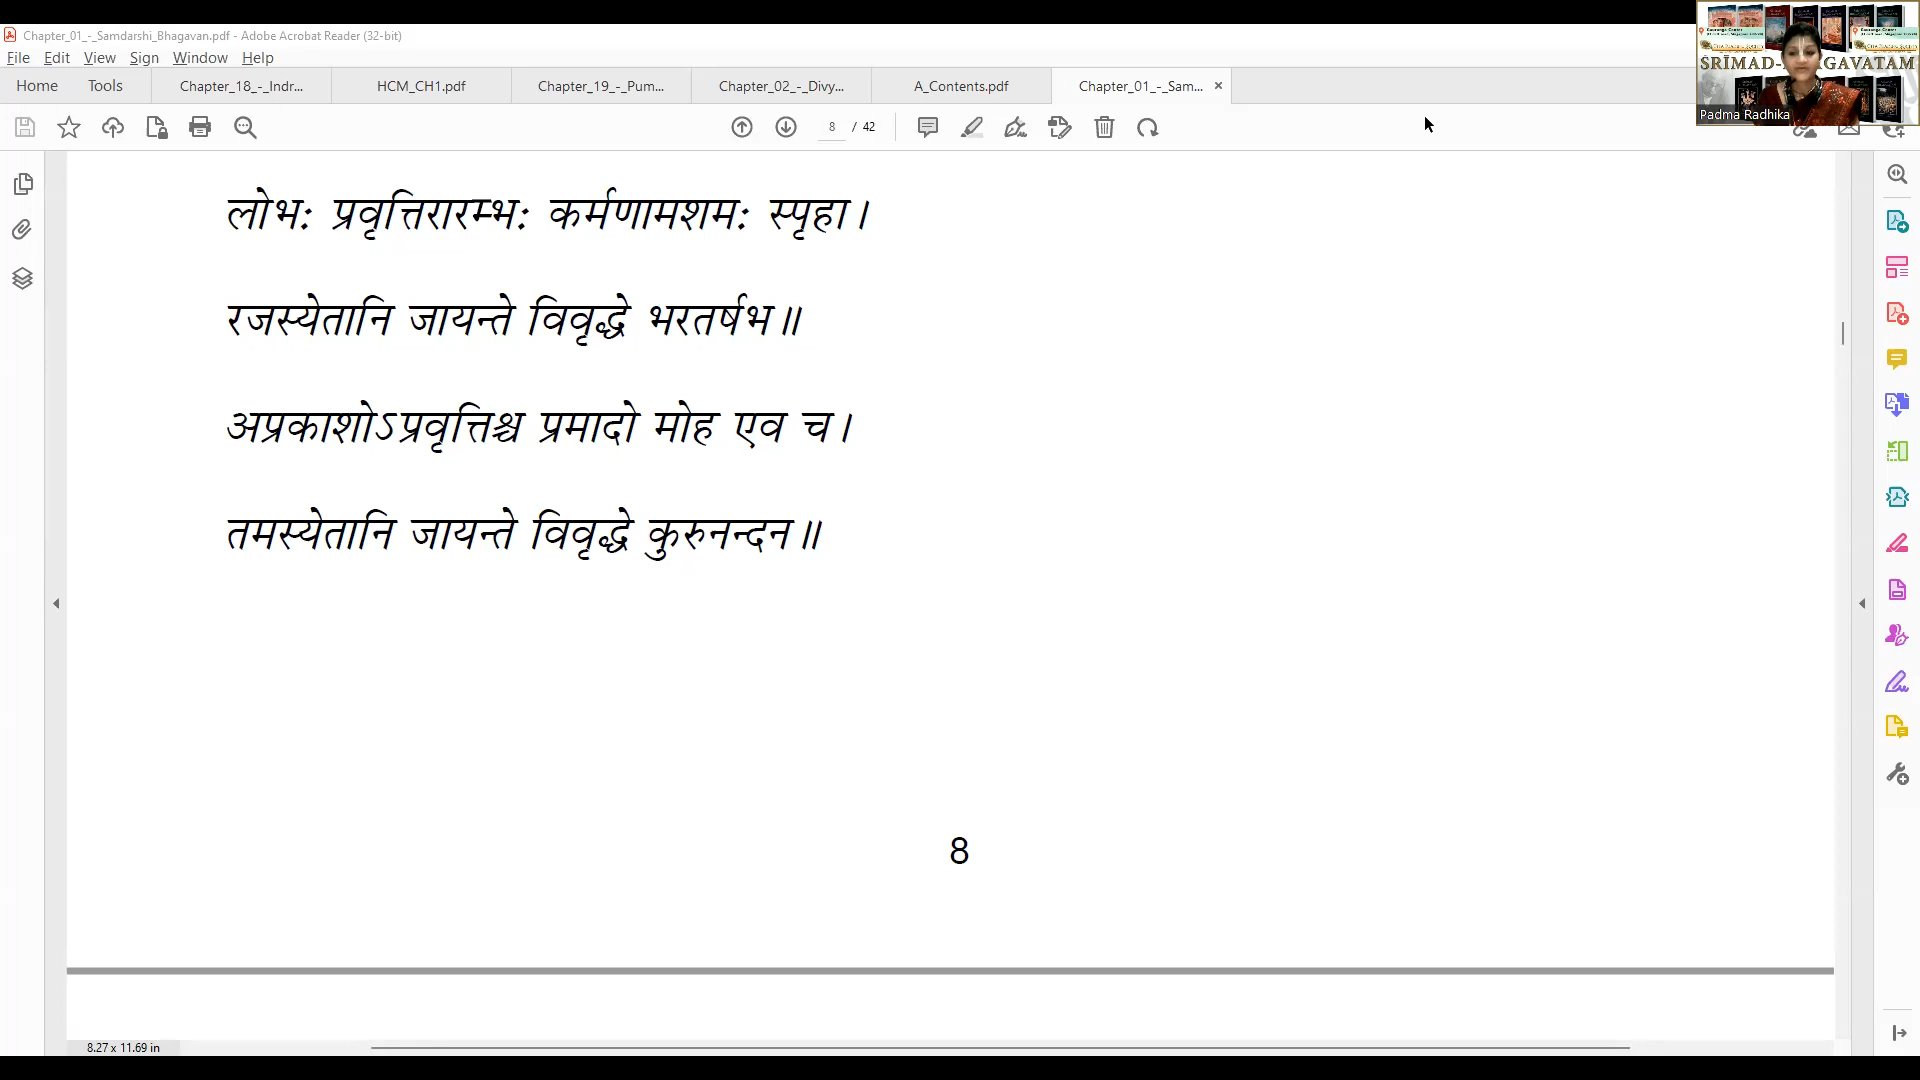 Chapter_01_-_Samdarshi_Bhagavan.pdf - Adobe Acrobat Reader (32-bit)
File Edit View Sign Window Help
Home Tools Chapter_18_-_Indr... HCM_CH1.pdf Chapter_19_-_Pum... Chapter_02_-_Divy... A_Contents.pdf Chapter_01_-_Sam... ×
8 / 42
SRĪMAD-BHAGAVATAM
Padma Radhika
लोभः प्रवृत्तिरारम्भः कर्मणामशमः स्पृहा।
रजस्येतानि जायन्ते विवृद्धे भरतर्षभ॥
अप्रकाशोऽप्रवृत्तिश्च प्रमादो मोह एव च।
तमस्येतानि जायन्ते विवृद्धे कुरुनन्दन॥
8
8.27 x 11.69 in